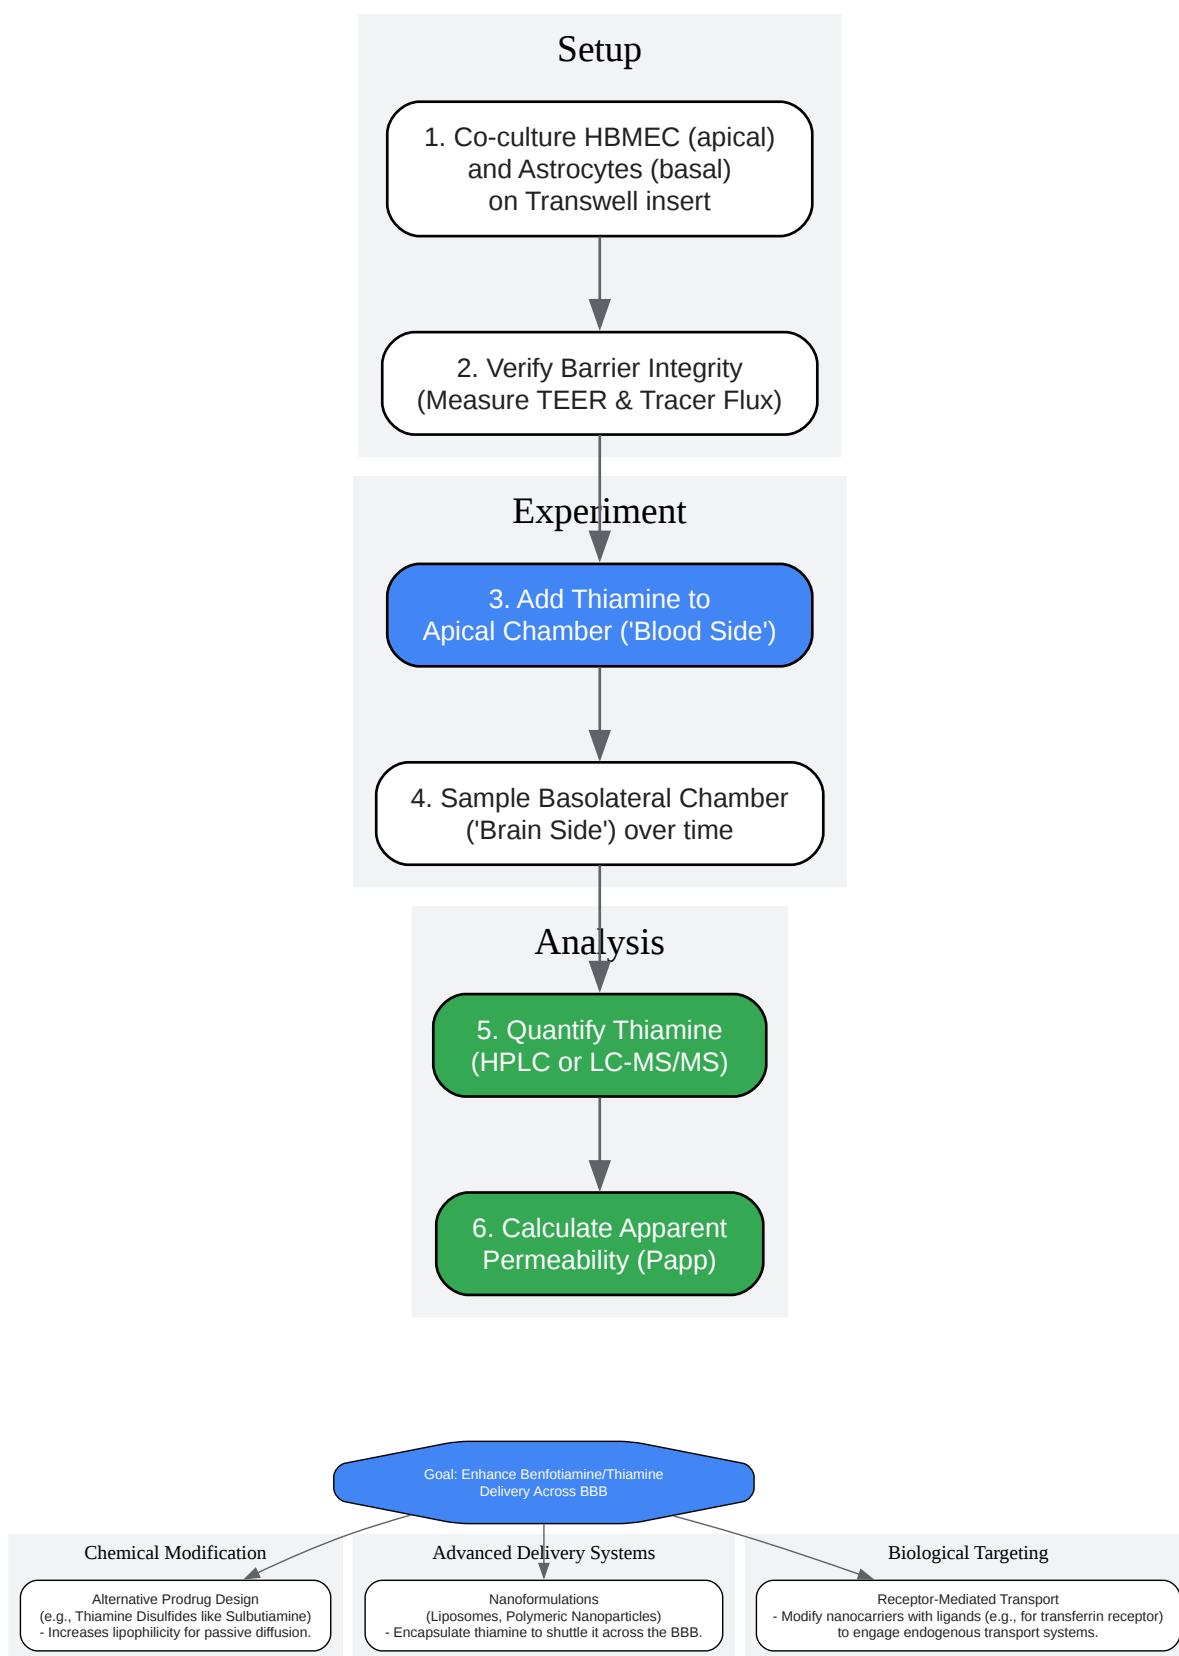 Setup
1. Co-culture HBMEC (apical)
and Astrocytes (basal)
on Transwell insert
2. Verify Barrier Integrity
(Measure TEER & Tracer Flux)
Experiment
3. Add Thiamine to
Apical Chamber ('Blood Side')
4. Sample Basolateral Chamber
('Brain Side') over time
Analysis
5. Quantify Thiamine
(HPLC or LC-MS/MS)
6. Calculate Apparent
Permeability (Papp)
Goal: Enhance Benfotiamine/Thiamine
Delivery Across BBB
Chemical Modification
Alternative Prodrug Design
(e.g., Thiamine Disulfides like Sulbutiamine)
- Increases lipophilicity for passive diffusion.
Advanced Delivery Systems
Nanoformulations
(Liposomes, Polymeric Nanoparticles)
- Encapsulate thiamine to shuttle it across the BBB.
Biological Targeting
Receptor-Mediated Transport
- Modify nanocarriers with ligands (e.g., for transferrin receptor)
to engage endogenous transport systems.